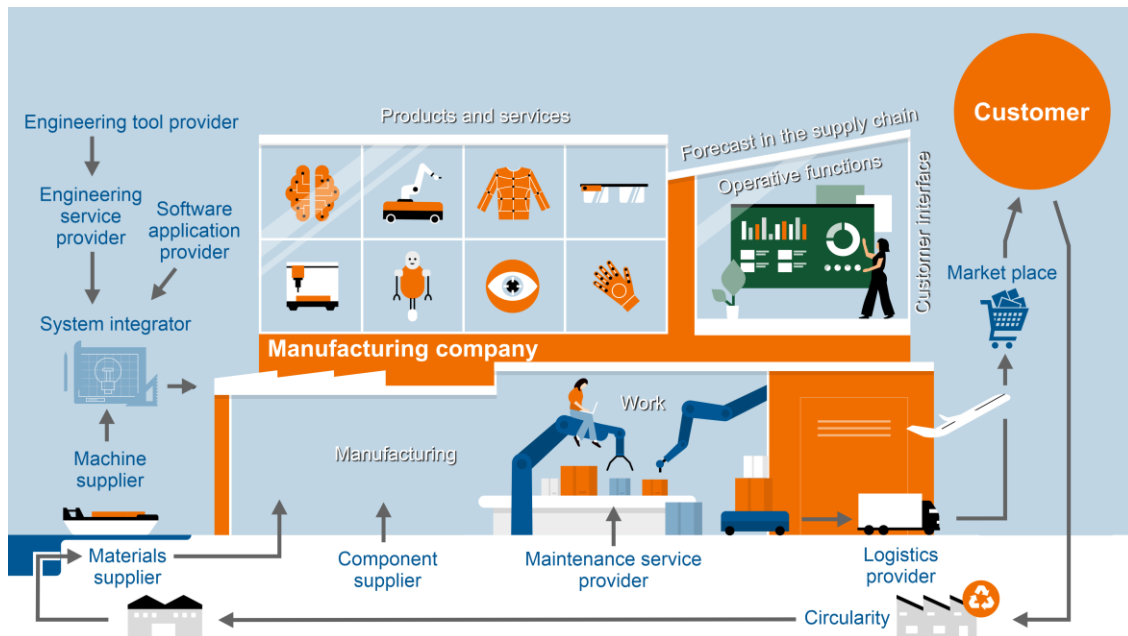 Products and services
Forecast in the supply chain
Operative functions
Customer interface
Customer
Engineering tool provider
Engineering
service
provider
Software
application
provider
System integrator
Market place
Manufacturing company
Work
Manufacturing
Machine
supplier
Materials
supplier
Component
supplier
Maintenance service
provider
Logistics
provider
Circularity